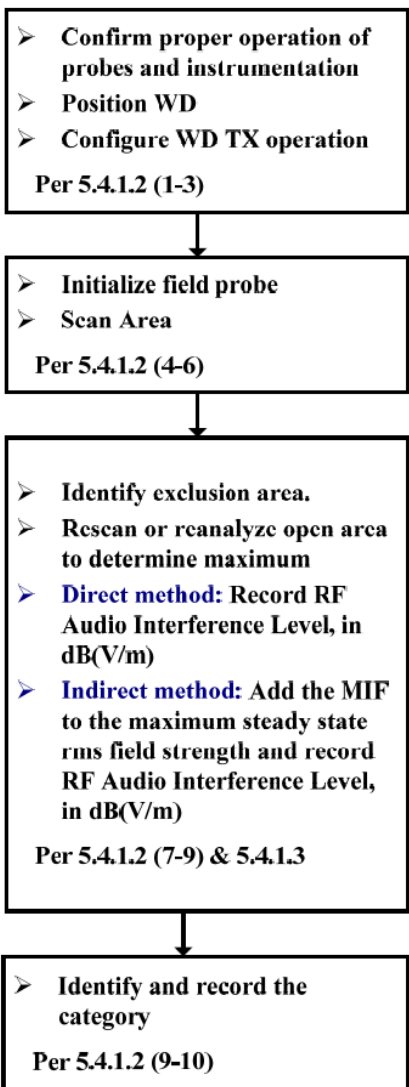 ➢ Confirm proper operation of
probes and instrumentation
➢ Position WD
➢ Configure WD TX operation
Per 5.4.1.2 (1-3)
➢ Initialize field probe
➢ Scan Area
Per 5.4.1.2 (4-6)
➢ Identify exclusion area.
➢ Rescan or reanalyze open area
to determine maximum
➢ Direct method: Record RF
Audio Interference Level, in
dB(V/m)
➢ Indirect method: Add the MIF
to the maximum steady state
rms field strength and record
RF Audio Interference Level,
in dB(V/m)
Per 5.4.1.2 (7-9) & 5.4.1.3
➢ Identify and record the
category
Per 5.4.1.2 (9-10)